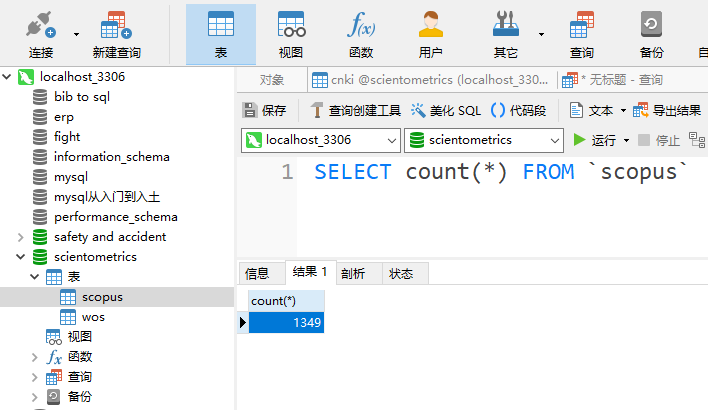 连接
新建查询
表
视图
f(x)
函数
用户
其它
查询
备份
自
localhost_3306
bib to sql
erp
fight
information_schema
mysql
mysql从入门到入土
performance_schema
safety and accident
scientometrics
表
scopus
wos
视图
fx 函数
查询
备份
对象
cnki @scientometrics (localhost_330...
* 无标题 - 查询
保存
查询创建工具
美化 SQL
() 代码段
文本
导出结果
localhost_3306
scientometrics
运行
停止
1 SELECT count(*) FROM `scopus`
信息
结果 1
剖析
状态
count(*)
1349